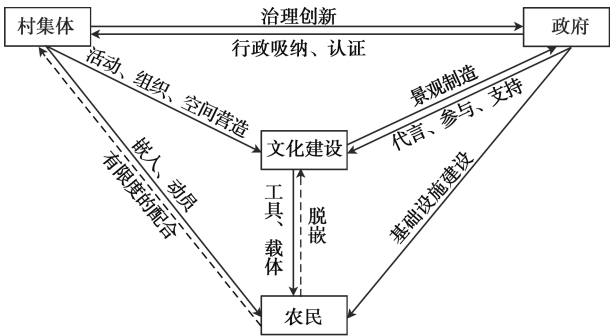 治理创新
村集体
政府
行政吸纳、认证
活动、组织、空间营造
景观制造
代言、参与、支持
文化建设
嵌入、动员
有限度的配合
工具、载体
脱嵌
基础设施建设
农民